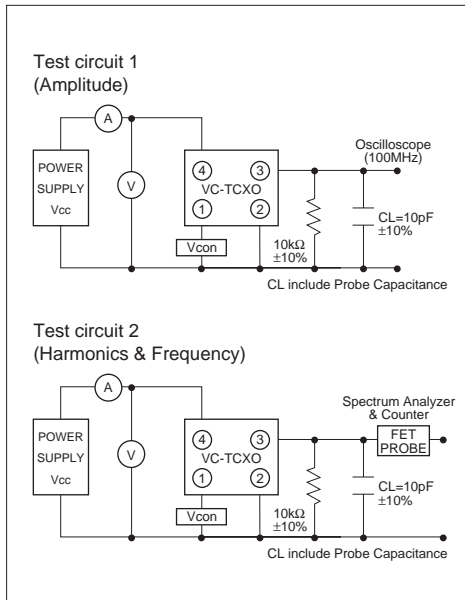 Test circuit 1
(Amplitude)
A
Oscilloscope
(100MHz)
POWER
SUPPLY
Vcc
V
4
3
VC-TCXO
1
2
Vcon
10kΩ
±10%
CL=10pF
±10%
CL include Probe Capacitance
Test circuit 2
(Harmonics & Frequency)
A
Spectrum Analyzer
& Counter
POWER
SUPPLY
Vcc
V
4
3
VC-TCXO
1
2
FET
PROBE
Vcon
10kΩ
±10%
CL=10pF
±10%
CL include Probe Capacitance